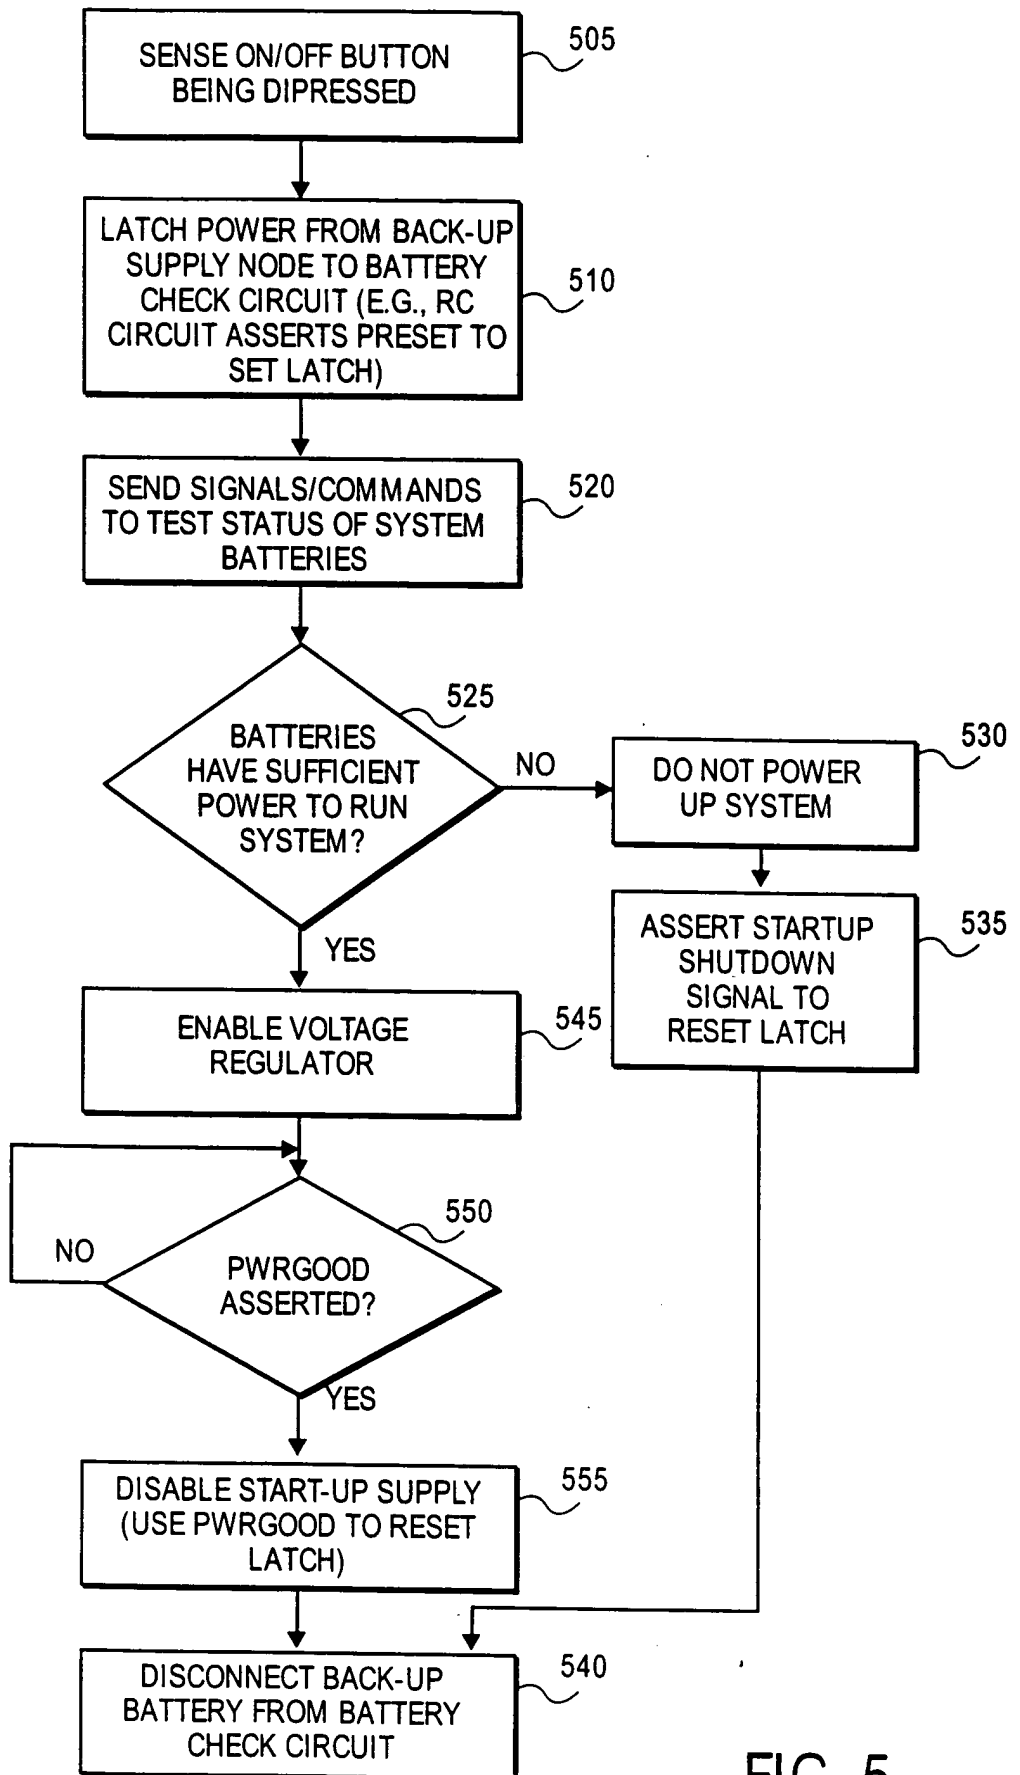 SENSE ON/OFF BUTTON
BEING DIPRESSED
505
LATCH POWER FROM BACK-UP
SUPPLY NODE TO BATTERY
CHECK CIRCUIT (E.G., RC
CIRCUIT ASSERTS PRESET TO
SET LATCH)
510
SEND SIGNALS/COMMANDS
TO TEST STATUS OF SYSTEM
BATTERIES
520
BATTERIES
HAVE SUFFICIENT
POWER TO RUN
SYSTEM?
525
NO
DO NOT POWER
UP SYSTEM
530
ASSERT STARTUP
SHUTDOWN
SIGNAL TO
RESET LATCH
535
YES
ENABLE VOLTAGE
REGULATOR
545
PWRGOOD
ASSERTED?
550
NO
YES
DISABLE START-UP SUPPLY
(USE PWRGOOD TO RESET
LATCH)
555
DISCONNECT BACK-UP
BATTERY FROM BATTERY
CHECK CIRCUIT
540
FIG. 5